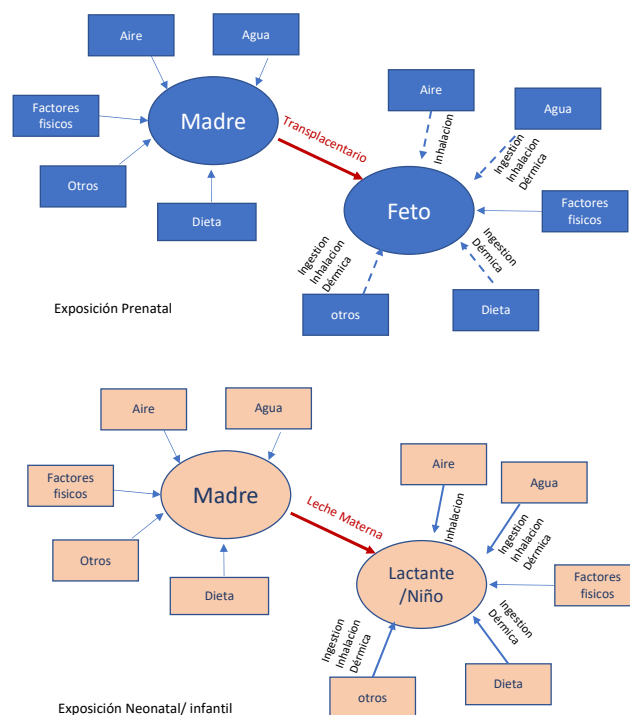 Aire
Agua
Factores
fisicos
Madre
Otros
Dieta
Transplacentario
Aire
Inhalacion
Agua
Ingestion
Inhalacion
Dérmica
Feto
Factores
fisicos
Ingestion
Dérmica
Dieta
Ingestion
Inhalacion
Dérmica
otros
Exposición Prenatal
Aire
Agua
Factores
fisicos
Madre
Otros
Dieta
Leche Materna
Aire
Inhalacion
Agua
Ingestion
Inhalacion
Dérmica
Lactante
/Niño
Factores
fisicos
Ingestion
Dérmica
Dieta
Ingestion
Inhalacion
Dérmica
otros
Exposición Neonatal/ infantil